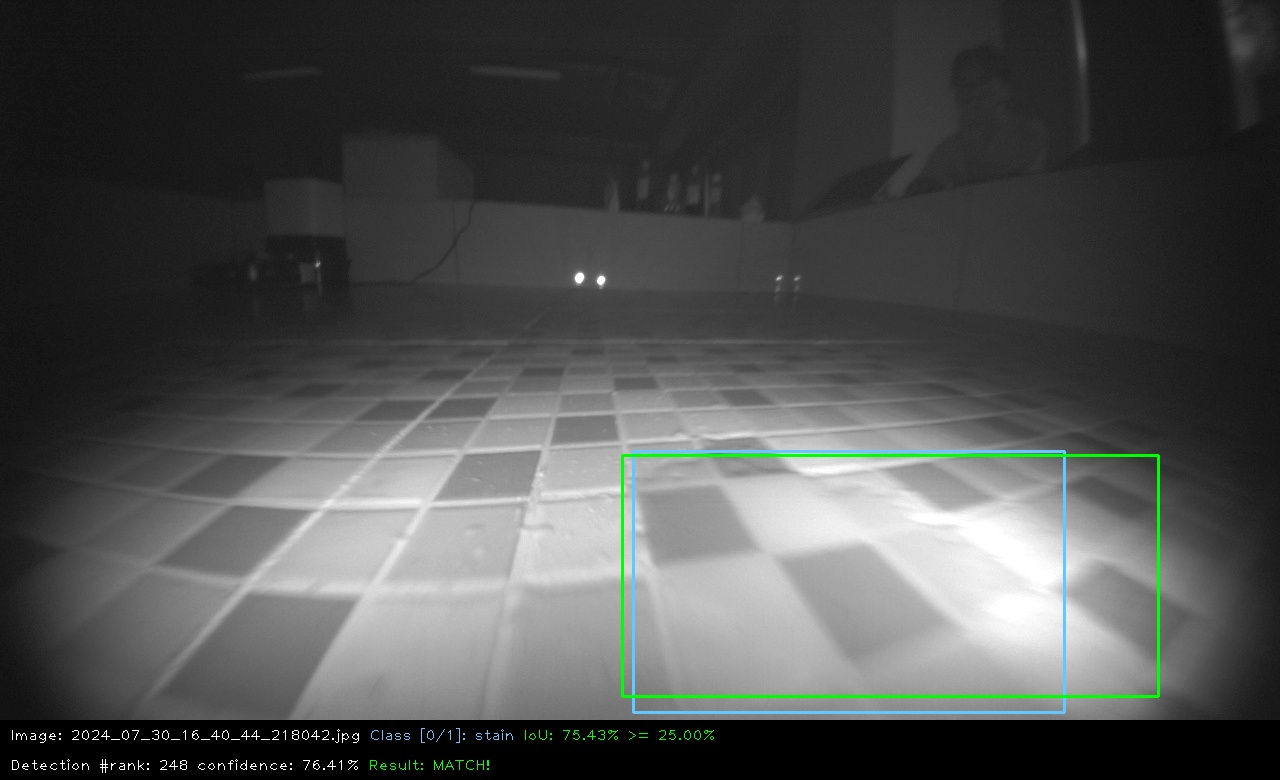 Image: 2024_07_30_16_40_44_218042.jpg Class [0/1]: stain IoU: 75.43% >= 25.00%
Detection #rank: 248 confidence: 76.41% Result: MATCH!